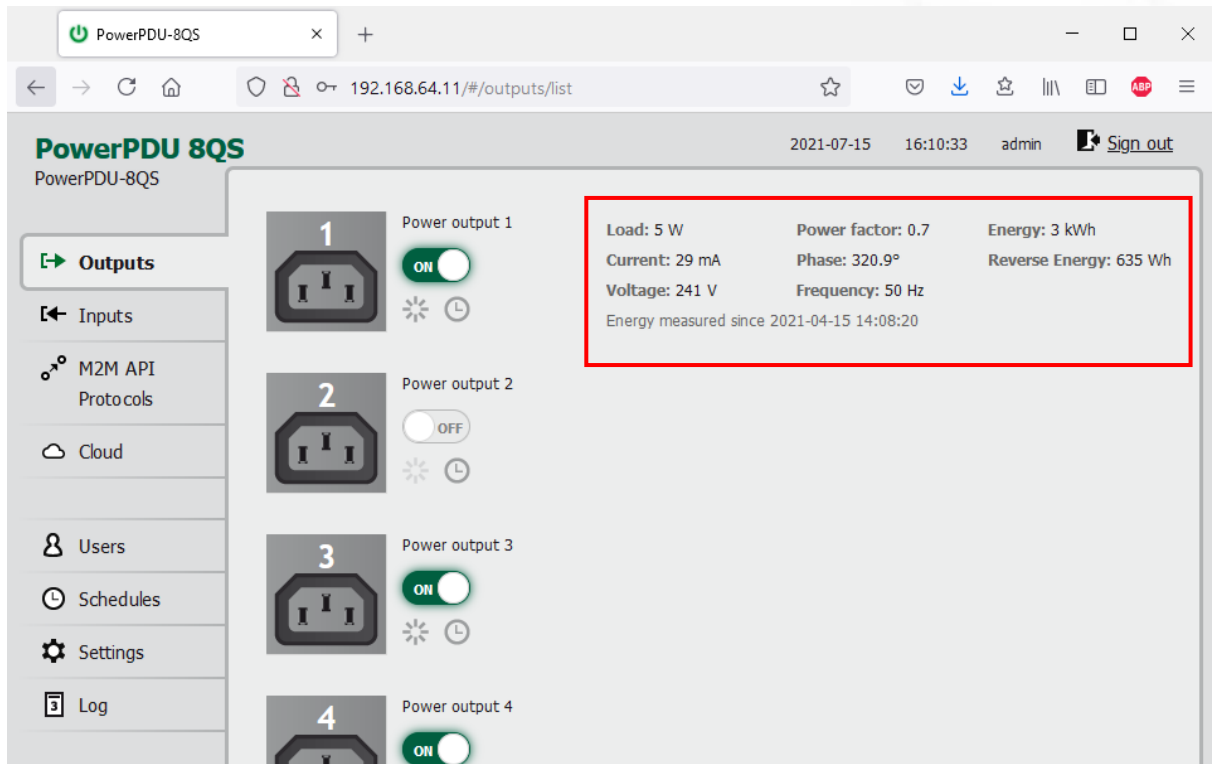 PowerPDU-8QS
192.168.64.11/#/outputs/list
ABP
PowerPDU 8QS
PowerPDU-8QS
2021-07-15 16:10:33 admin Sign out
Outputs
Inputs
M2M API
Protocols
Cloud
Users
Schedules
Settings
3
Log
1
Power output 1
ON
Load: 5 W Power factor: 0.7 Energy: 3 kWh
Current: 29 mA Phase: 320.9° Reverse Energy: 635 Wh
Voltage: 241 V Frequency: 50 Hz
Energy measured since 2021-04-15 14:08:20
2
Power output 2
OFF
3
Power output 3
ON
4
Power output 4
ON